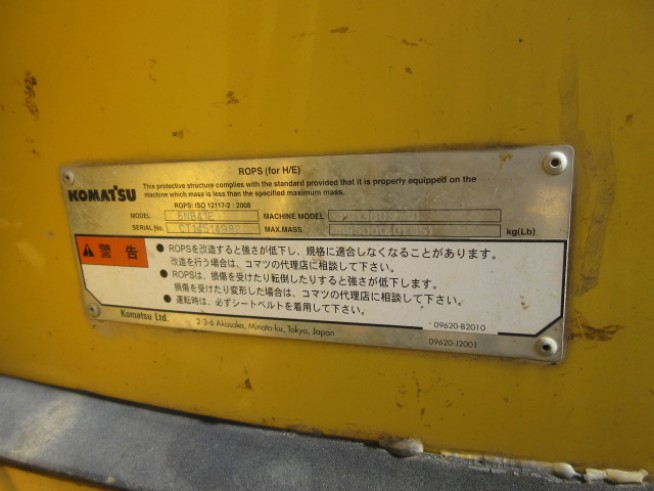 ROPS (for H/E)
KOMATSU
This protective structure complies with the standard provided that it is properly equipped on the
machine which mass is less than the specified maximum mass.
ROPS: ISO 12117-2 : 2008
MODEL MACHINE MODEL
SERIAL No. MAX.MASS kg(Lb)
警告
● ROPSを改造すると強さが低下し、規格に適合しなくなることがあります。
改造を行う場合は、コマツの代理店に相談して下さい。
● ROPSは、損傷を受けたり転倒したりすると強さが低下します。
損傷を受けたり変形した場合は、コマツの代理店に相談して下さい。
● 運転時は、必ずシートベルトを着用して下さい。
09620-B2010
Komatsu Ltd. 2-3-6 Akasaka, Minato-ku, Tokyo, Japan
09620-J2001